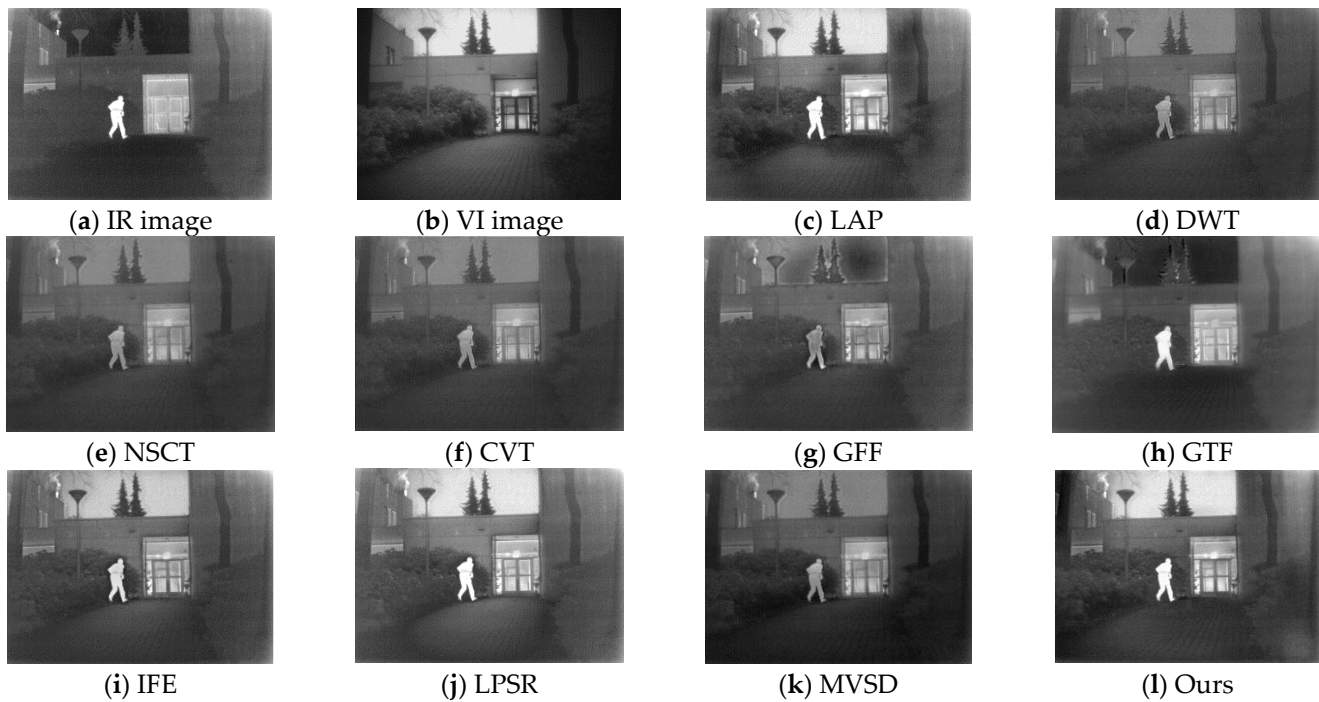 (a) IR image
(b) VI image
(c) LAP
(d) DWT
(e) NSCT
(f) CVT
(g) GFF
(h) GTF
(i) IFE
(j) LPSR
(k) MVSD
(l) Ours